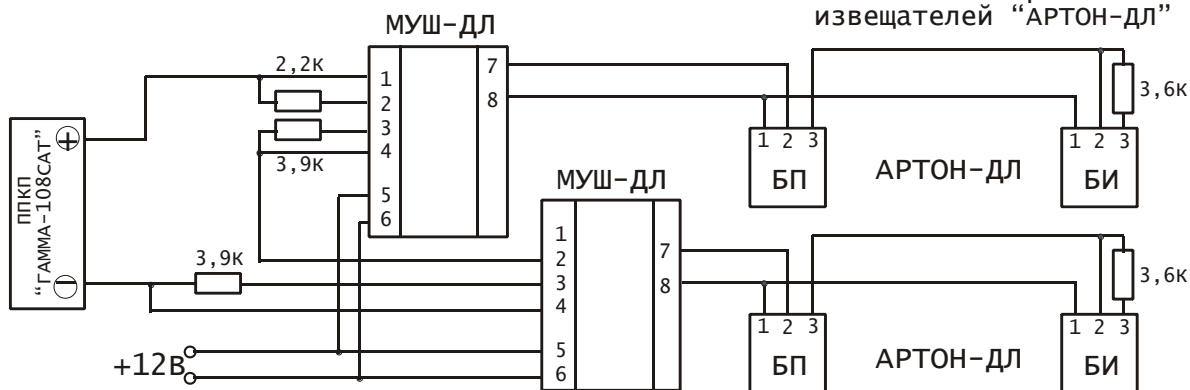 извещателей “АРТОН-ДЛ”
МУШ-ДЛ
2,2к
1
2
3
4
5
6
7
8
3,9к
1 2 3
БП
АРТОН-ДЛ
1 2 3
БИ
3,6к
ППКП
“ГАММА-108САТ”
+
−
3,9к
МУШ-ДЛ
1
2
3
4
5
6
7
8
1 2 3
БП
АРТОН-ДЛ
1 2 3
БИ
3,6к
+12В